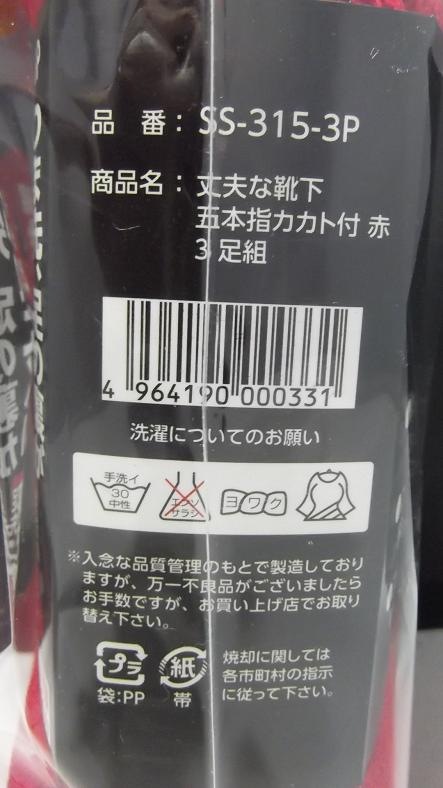 品 番： SS-315-3P
商品名： 丈夫な靴下
五本指カカト付 赤
3 足組
4 964190 000331
洗濯についてのお願い
手洗イ
30
中性
エンソ
サラシ
ヨワク
※入念な品質管理のもとで製造しており
ますが、万一不良品がございましたら
お手数ですが、お買い上げ店でお取り
替え下さい。
プラ
袋:PP
紙
帯
焼却に関しては
各市町村の指示
に従って下さい。
足の裏が